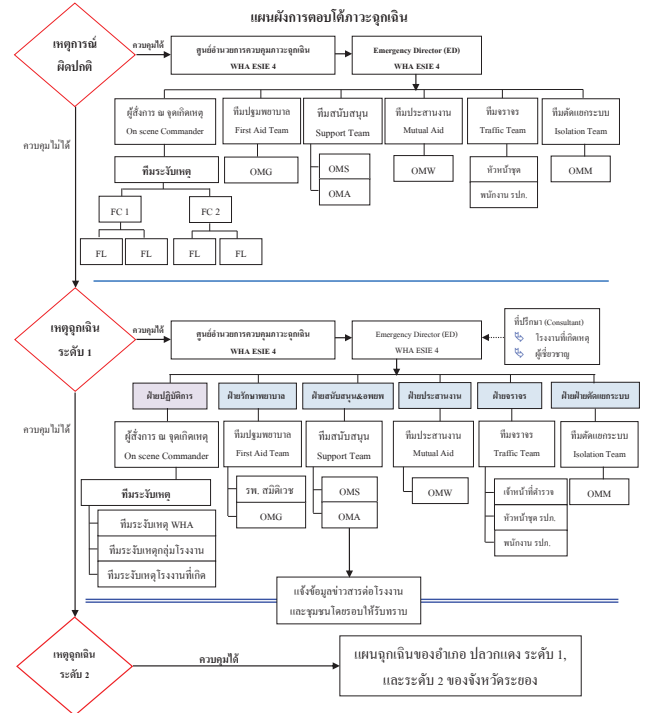 แผนผังการตอบโต้ภาวะฉุกเฉิน
เหตุการณ์
ผิดปกติ
ควบคุมได้
ศูนย์อำนวยการควบคุมภาวะฉุกเฉิน
WHA ESIE 4
Emergency Director (ED)
WHA ESIE 4
ควบคุมไม่ได้
ผู้สั่งการ ณ จุดเกิดเหตุ
On scene Commander
ทีมปฐมพยาบาล
First Aid Team
ทีมสนับสนุน
Support Team
ทีมประสานงาน
Mutual Aid
ทีมจราจร
Traffic Team
ทีมตัดแยกระบบ
Isolation Team
ทีมระงับเหตุ
OMG
OMS
OMA
OMW
หัวหน้าชุด
พนักงาน รปภ.
OMM
FC 1
FC 2
FL
FL
FL
FL
เหตุฉุกเฉิน
ระดับ 1
ควบคุมได้
ศูนย์อำนวยการควบคุมภาวะฉุกเฉิน
WHA ESIE 4
Emergency Director (ED)
WHA ESIE 4
ที่ปรึกษา (Consultant)
โรงงานที่เกิดเหตุ
ผู้เชี่ยวชาญ
ควบคุมไม่ได้
ฝ่ายปฏิบัติการ
ฝ่ายรักษาพยาบาล
ฝ่ายสนับสนุน&อพยพ
ฝ่ายประสานงาน
ฝ่ายจราจร
ฝ่ายฝ่ายตัดแยกระบบ
ผู้สั่งการ ณ จุดเกิดเหตุ
On scene Commander
ทีมปฐมพยาบาล
First Aid Team
ทีมสนับสนุน
Support Team
ทีมประสานงาน
Mutual Aid
ทีมจราจร
Traffic Team
ทีมตัดแยกระบบ
Isolation Team
ทีมระงับเหตุ
ทีมระงับเหตุ WHA
ทีมระงับเหตุกลุ่มโรงงาน
ทีมระงับเหตุโรงงานที่เกิด
รพ. สมิติเวช
OMG
OMS
OMA
OMW
เจ้าหน้าที่ตำรวจ
หัวหน้าชุด รปภ.
พนักงาน รปภ.
OMM
แจ้งข้อมูลข่าวสารต่อโรงงาน
และชุมชนโดยรอบให้รับทราบ
เหตุฉุกเฉิน
ระดับ 2
ควบคุมได้
แผนฉุกเฉินของอำเภอ ปลวกแดง ระดับ 1,
และระดับ 2 ของจังหวัดระยอง